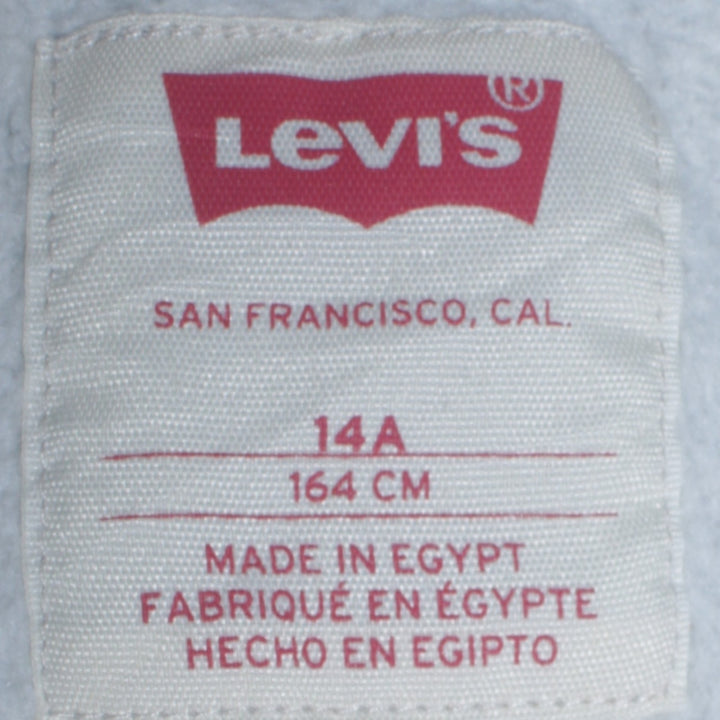 Levi's®
SAN FRANCISCO, CAL.
14A
164 CM
MADE IN EGYPT
FABRIQUÉ EN ÉGYPTE
HECHO EN EGIPTO